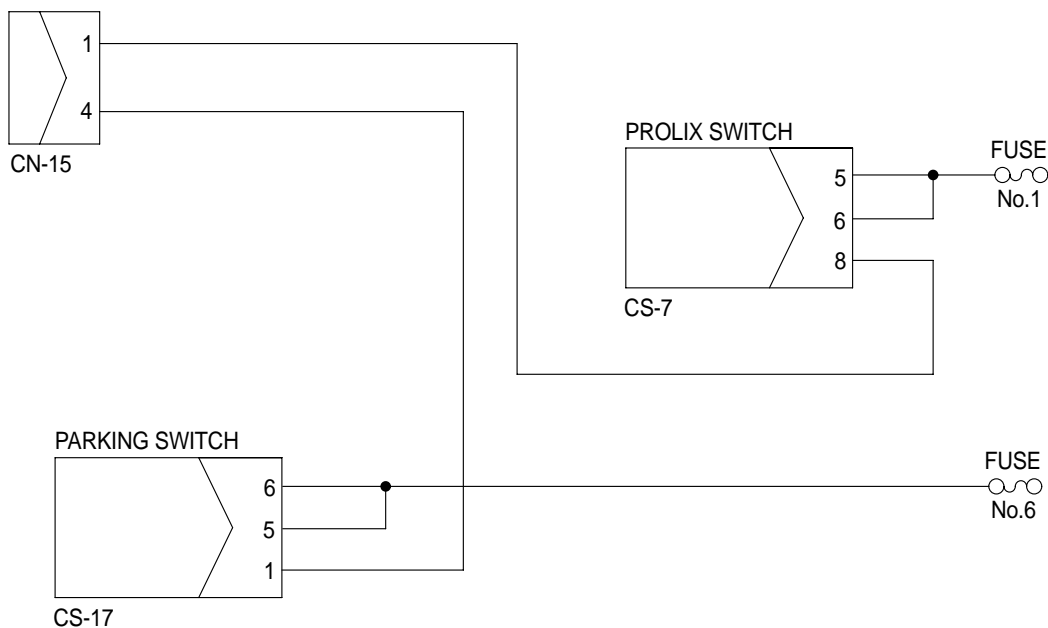 1
4
CN-15
PROLIX SWITCH
5
6
8
CS-7
FUSE
No.1
PARKING SWITCH
6
5
1
CS-17
FUSE
No.6